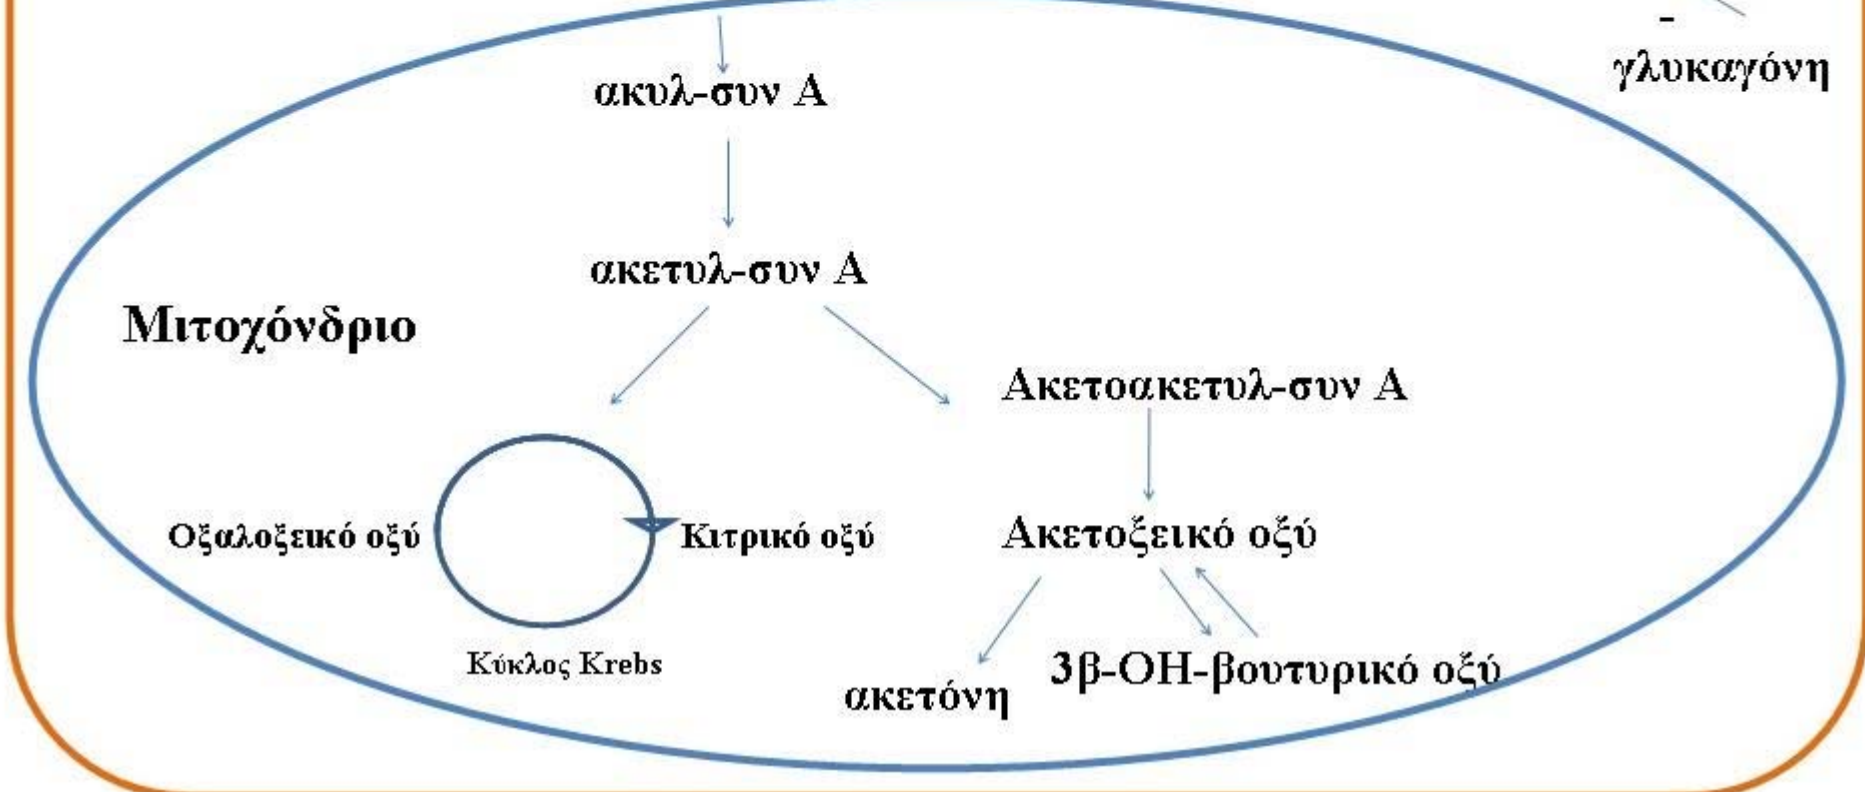 -
γλυκαγόνη
ακυλ-συν Α
ακετυλ-συν Α
Μιτοχόνδριο
Ακετοακετυλ-συν Α
Οξαλοξεικό οξύ
Κιτρικό οξύ
Ακετοξεικό οξύ
Κύκλος Krebs
ακετόνη
3β-ΟΗ-βουτυρικό οξύ